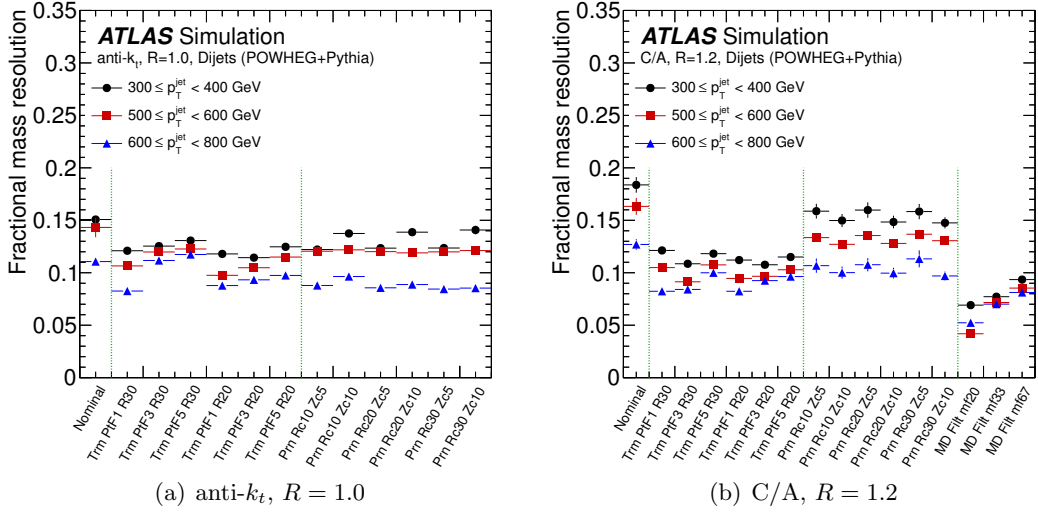 ATLAS Simulation
anti-kt, R=1.0, Dijets (POWHEG+Pythia)
300 ≤ p_T^jet < 400 GeV
500 ≤ p_T^jet < 600 GeV
600 ≤ p_T^jet < 800 GeV
Fractional mass resolution
0.35
0.3
0.25
0.2
0.15
0.1
0.05
0
Nominal
Trm PtF1 R30
Trm PtF3 R30
Trm PtF5 R30
Trm PtF1 R20
Trm PtF3 R20
Trm PtF5 R20
Prn Rc10 Zc5
Prn Rc10 Zc10
Prn Rc20 Zc5
Prn Rc20 Zc10
Prn Rc30 Zc5
Prn Rc30 Zc10
(a) anti-kt, R = 1.0
ATLAS Simulation
C/A, R=1.2, Dijets (POWHEG+Pythia)
300 ≤ p_T^jet < 400 GeV
500 ≤ p_T^jet < 600 GeV
600 ≤ p_T^jet < 800 GeV
Fractional mass resolution
0.35
0.3
0.25
0.2
0.15
0.1
0.05
0
Nominal
Trm PtF1 R30
Trm PtF3 R30
Trm PtF5 R30
Trm PtF1 R20
Trm PtF3 R20
Trm PtF5 R20
Prn Rc10 Zc5
Prn Rc10 Zc10
Prn Rc20 Zc5
Prn Rc20 Zc10
Prn Rc30 Zc5
Prn Rc30 Zc10
MD Filt mf20
MD Filt mf33
MD Filt mf67
(b) C/A, R = 1.2